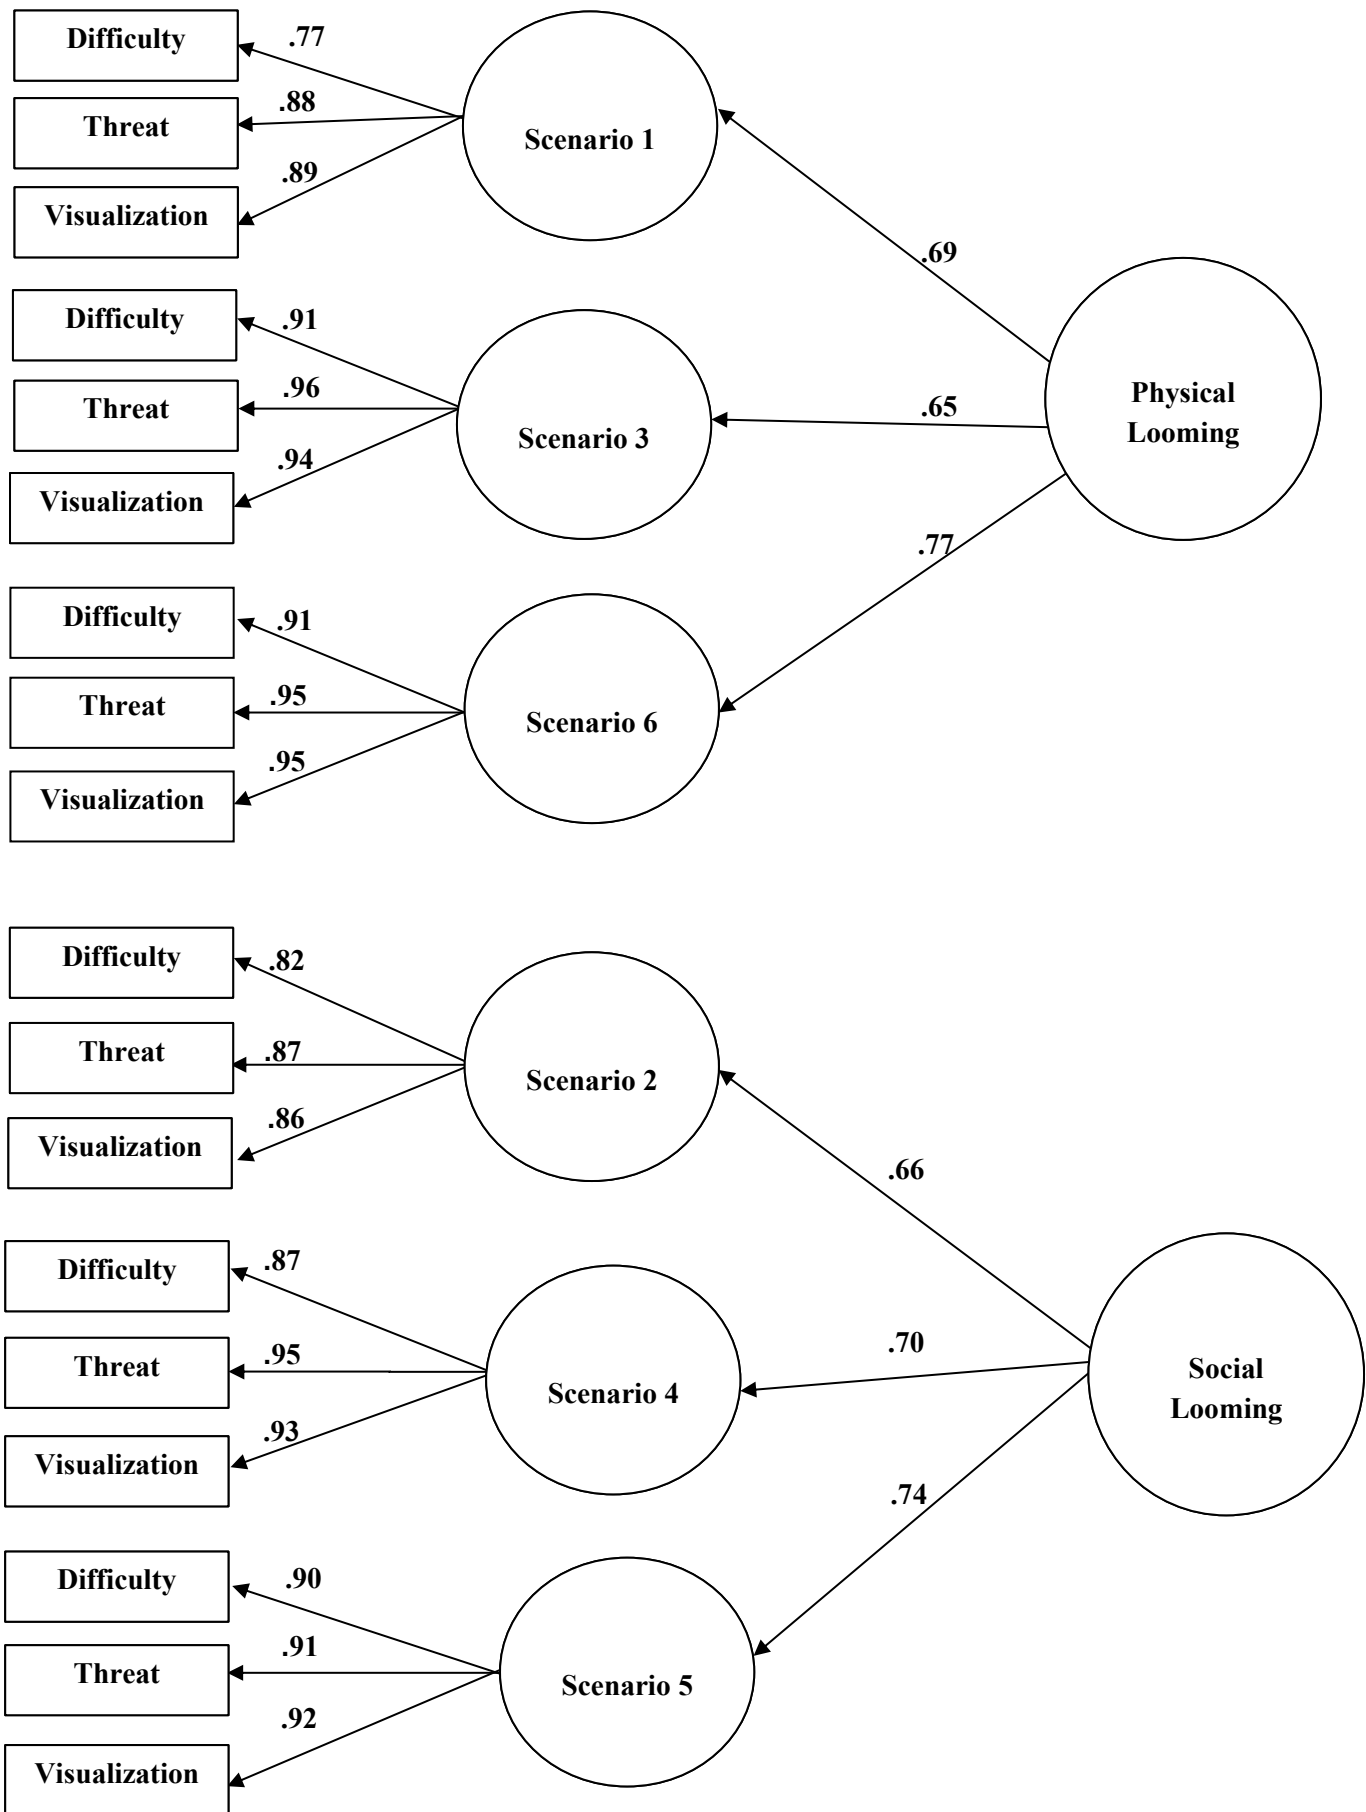 Difficulty
.77
Threat
.88
Visualization
.89
Scenario 1
.69
Difficulty
.91
Threat
.96
Visualization
.94
Scenario 3
.65
Physical
Looming
Difficulty
.91
Threat
.95
Visualization
.95
Scenario 6
.77
Difficulty
.82
Threat
.87
Visualization
.86
Scenario 2
.66
Difficulty
.87
Threat
.95
Visualization
.93
Scenario 4
.70
Social
Looming
Difficulty
.90
Threat
.91
Visualization
.92
Scenario 5
.74